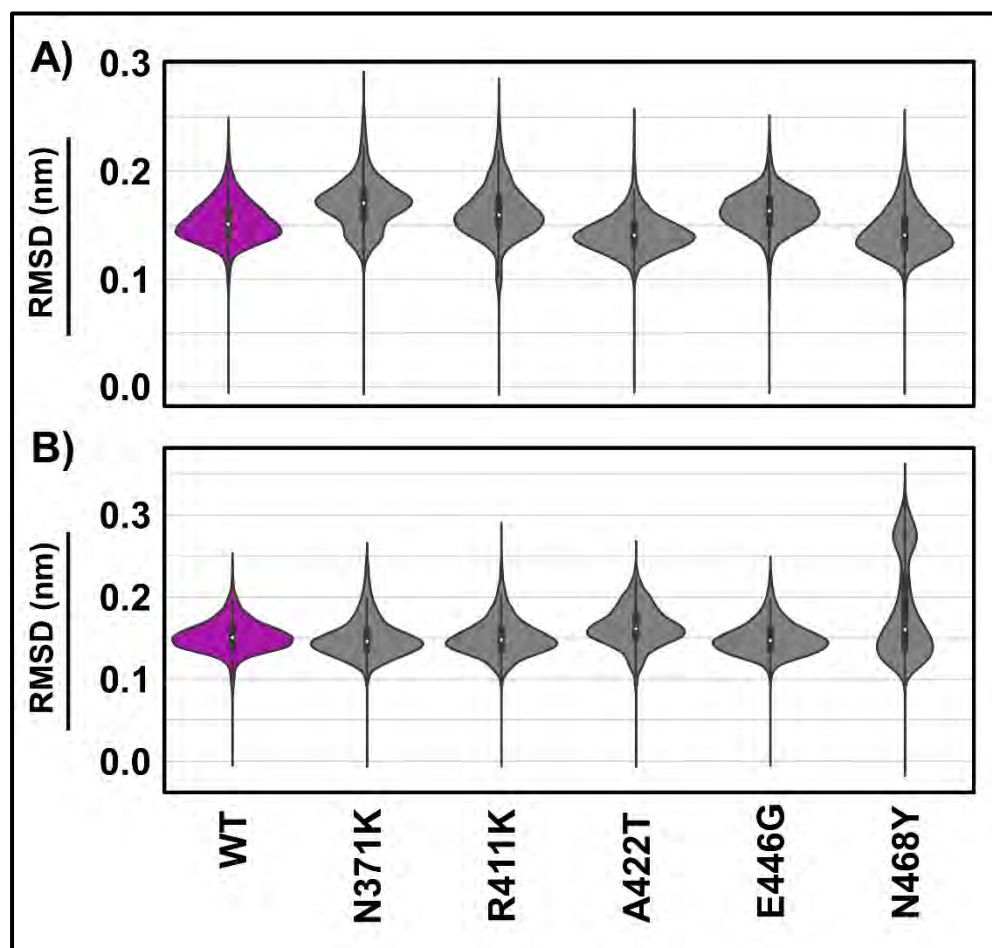 A)
RMSD (nm)
0.3
0.2
0.1
0.0
B)
RMSD (nm)
0.3
0.2
0.1
0.0
WT
N371K
R411K
A422T
E446G
N468Y